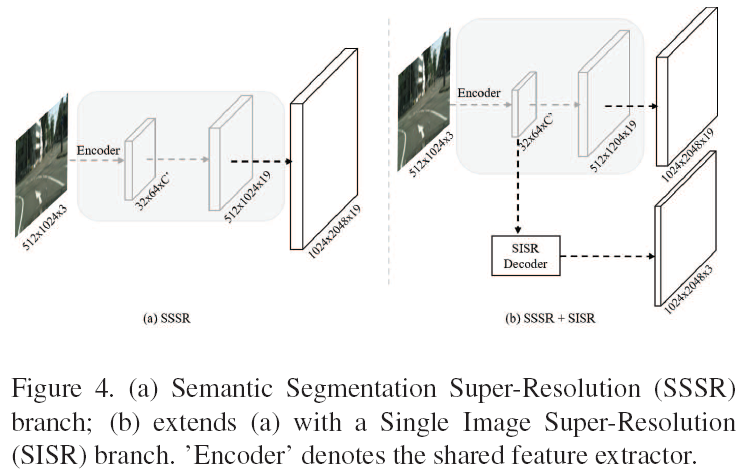 Encoder
512x1024x3
32x64xC'
512x1024x19
1024x2048x19
(a) SSSR
Encoder
512x1024x3
32x64xC'
512x1204x19
1024x2048x19
SISR
Decoder
1024x2048x3
(b) SSSR + SISR
Figure 4. (a) Semantic Segmentation Super-Resolution (SSSR)
branch; (b) extends (a) with a Single Image Super-Resolution
(SISR) branch. ’Encoder’ denotes the shared feature extractor.